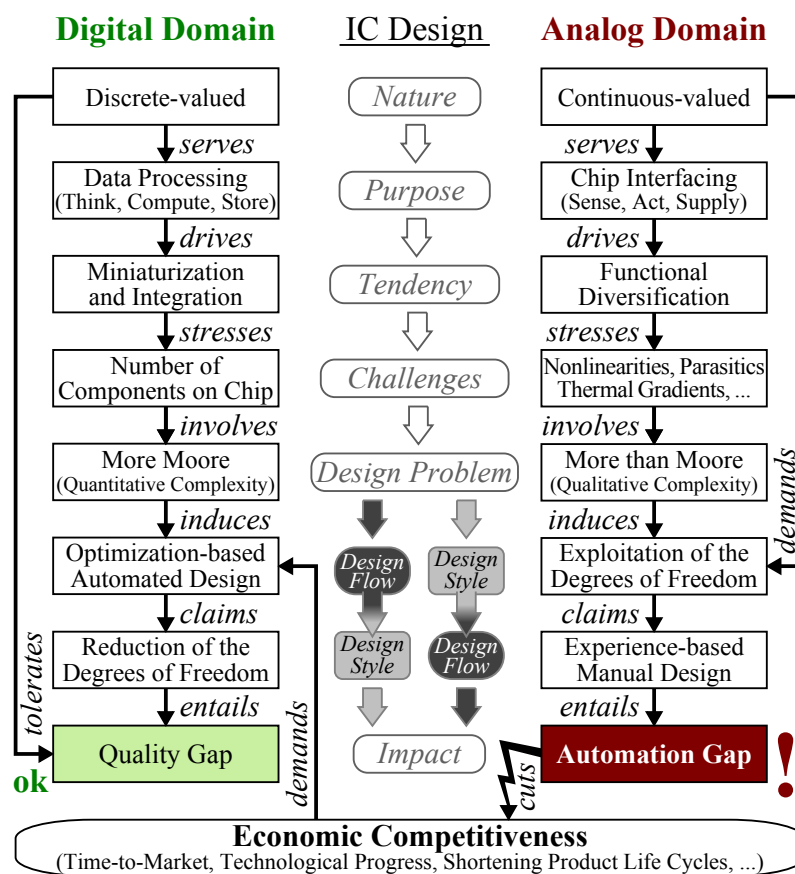 Digital Domain
IC Design
Analog Domain
Discrete-valued
Nature
Continuous-valued
serves
serves
Data Processing
(Think, Compute, Store)
Purpose
Chip Interfacing
(Sense, Act, Supply)
drives
drives
Miniaturization
and Integration
Tendency
Functional
Diversification
stresses
stresses
Number of
Components on Chip
Challenges
Nonlinearities, Parasitics
Thermal Gradients, ...
involves
involves
More Moore
(Quantitative Complexity)
Design Problem
More than Moore
(Qualitative Complexity)
demands
induces
induces
Optimization-based
Automated Design
Design
Flow
Design
Style
Exploitation of the
Degrees of Freedom
claims
claims
Reduction of the
Degrees of Freedom
Design
Style
Design
Flow
Experience-based
Manual Design
tolerates
entails
demands
entails
Quality Gap
Impact
Automation Gap
!
ok
cuts
Economic Competitiveness
(Time-to-Market, Technological Progress, Shortening Product Life Cycles, ...)